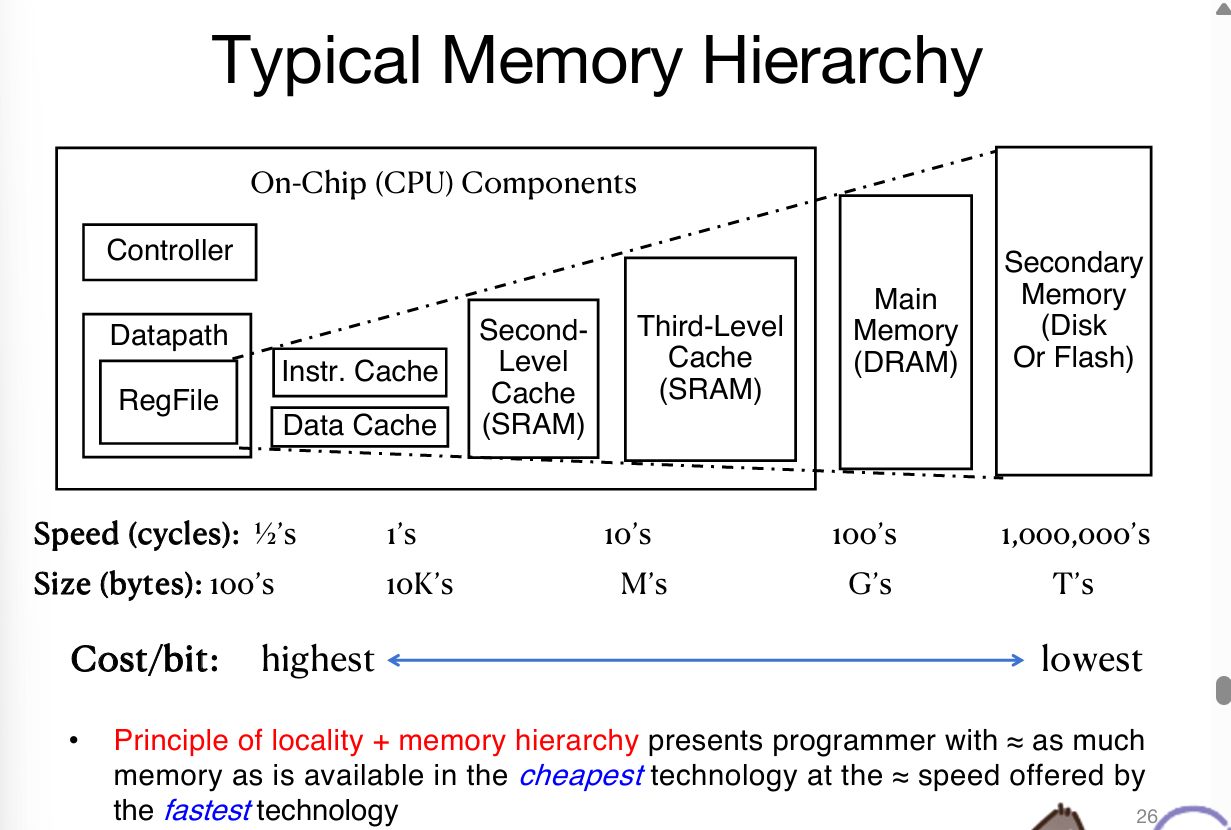 Typical Memory Hierarchy
On-Chip (CPU) Components
Controller
Datapath
RegFile
Instr. Cache
Data Cache
Second-
Level
Cache
(SRAM)
Third-Level
Cache
(SRAM)
Main
Memory
(DRAM)
Secondary
Memory
(Disk
Or Flash)
Speed (cycles): ½’s 1’s 10’s 100’s 1,000,000’s
Size (bytes): 100’s 10K’s M’s G’s T’s
Cost/bit: highest lowest
• Principle of locality + memory hierarchy presents programmer with ≈ as much
memory as is available in the cheapest technology at the ≈ speed offered by
the fastest technology
26